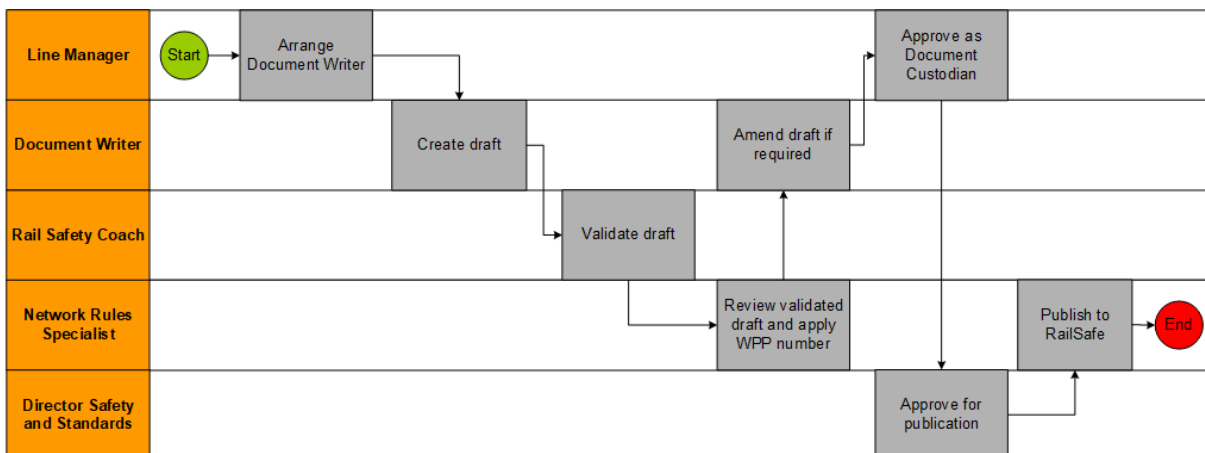 Line Manager
Start
Arrange
Document Writer
Approve as
Document
Custodian
Document Writer
Create draft
Amend draft if
required
Rail Safety Coach
Validate draft
Network Rules
Specialist
Review validated
draft and apply
WPP number
Publish to
RailSafe
End
Director Safety
and Standards
Approve for
publication